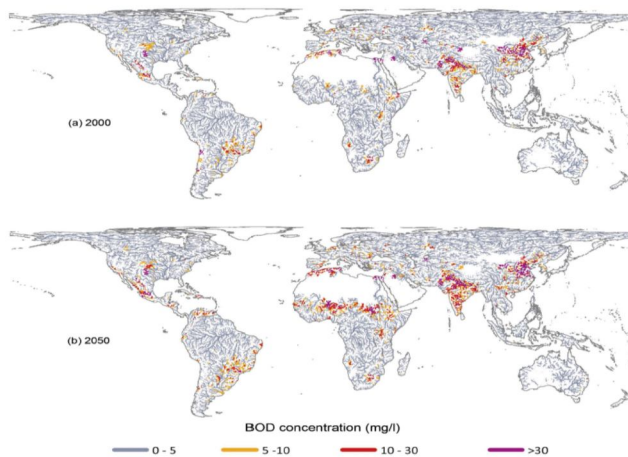 (a) 2000
(b) 2050
BOD concentration (mg/l)
0 - 5
5 -10
10 - 30
>30